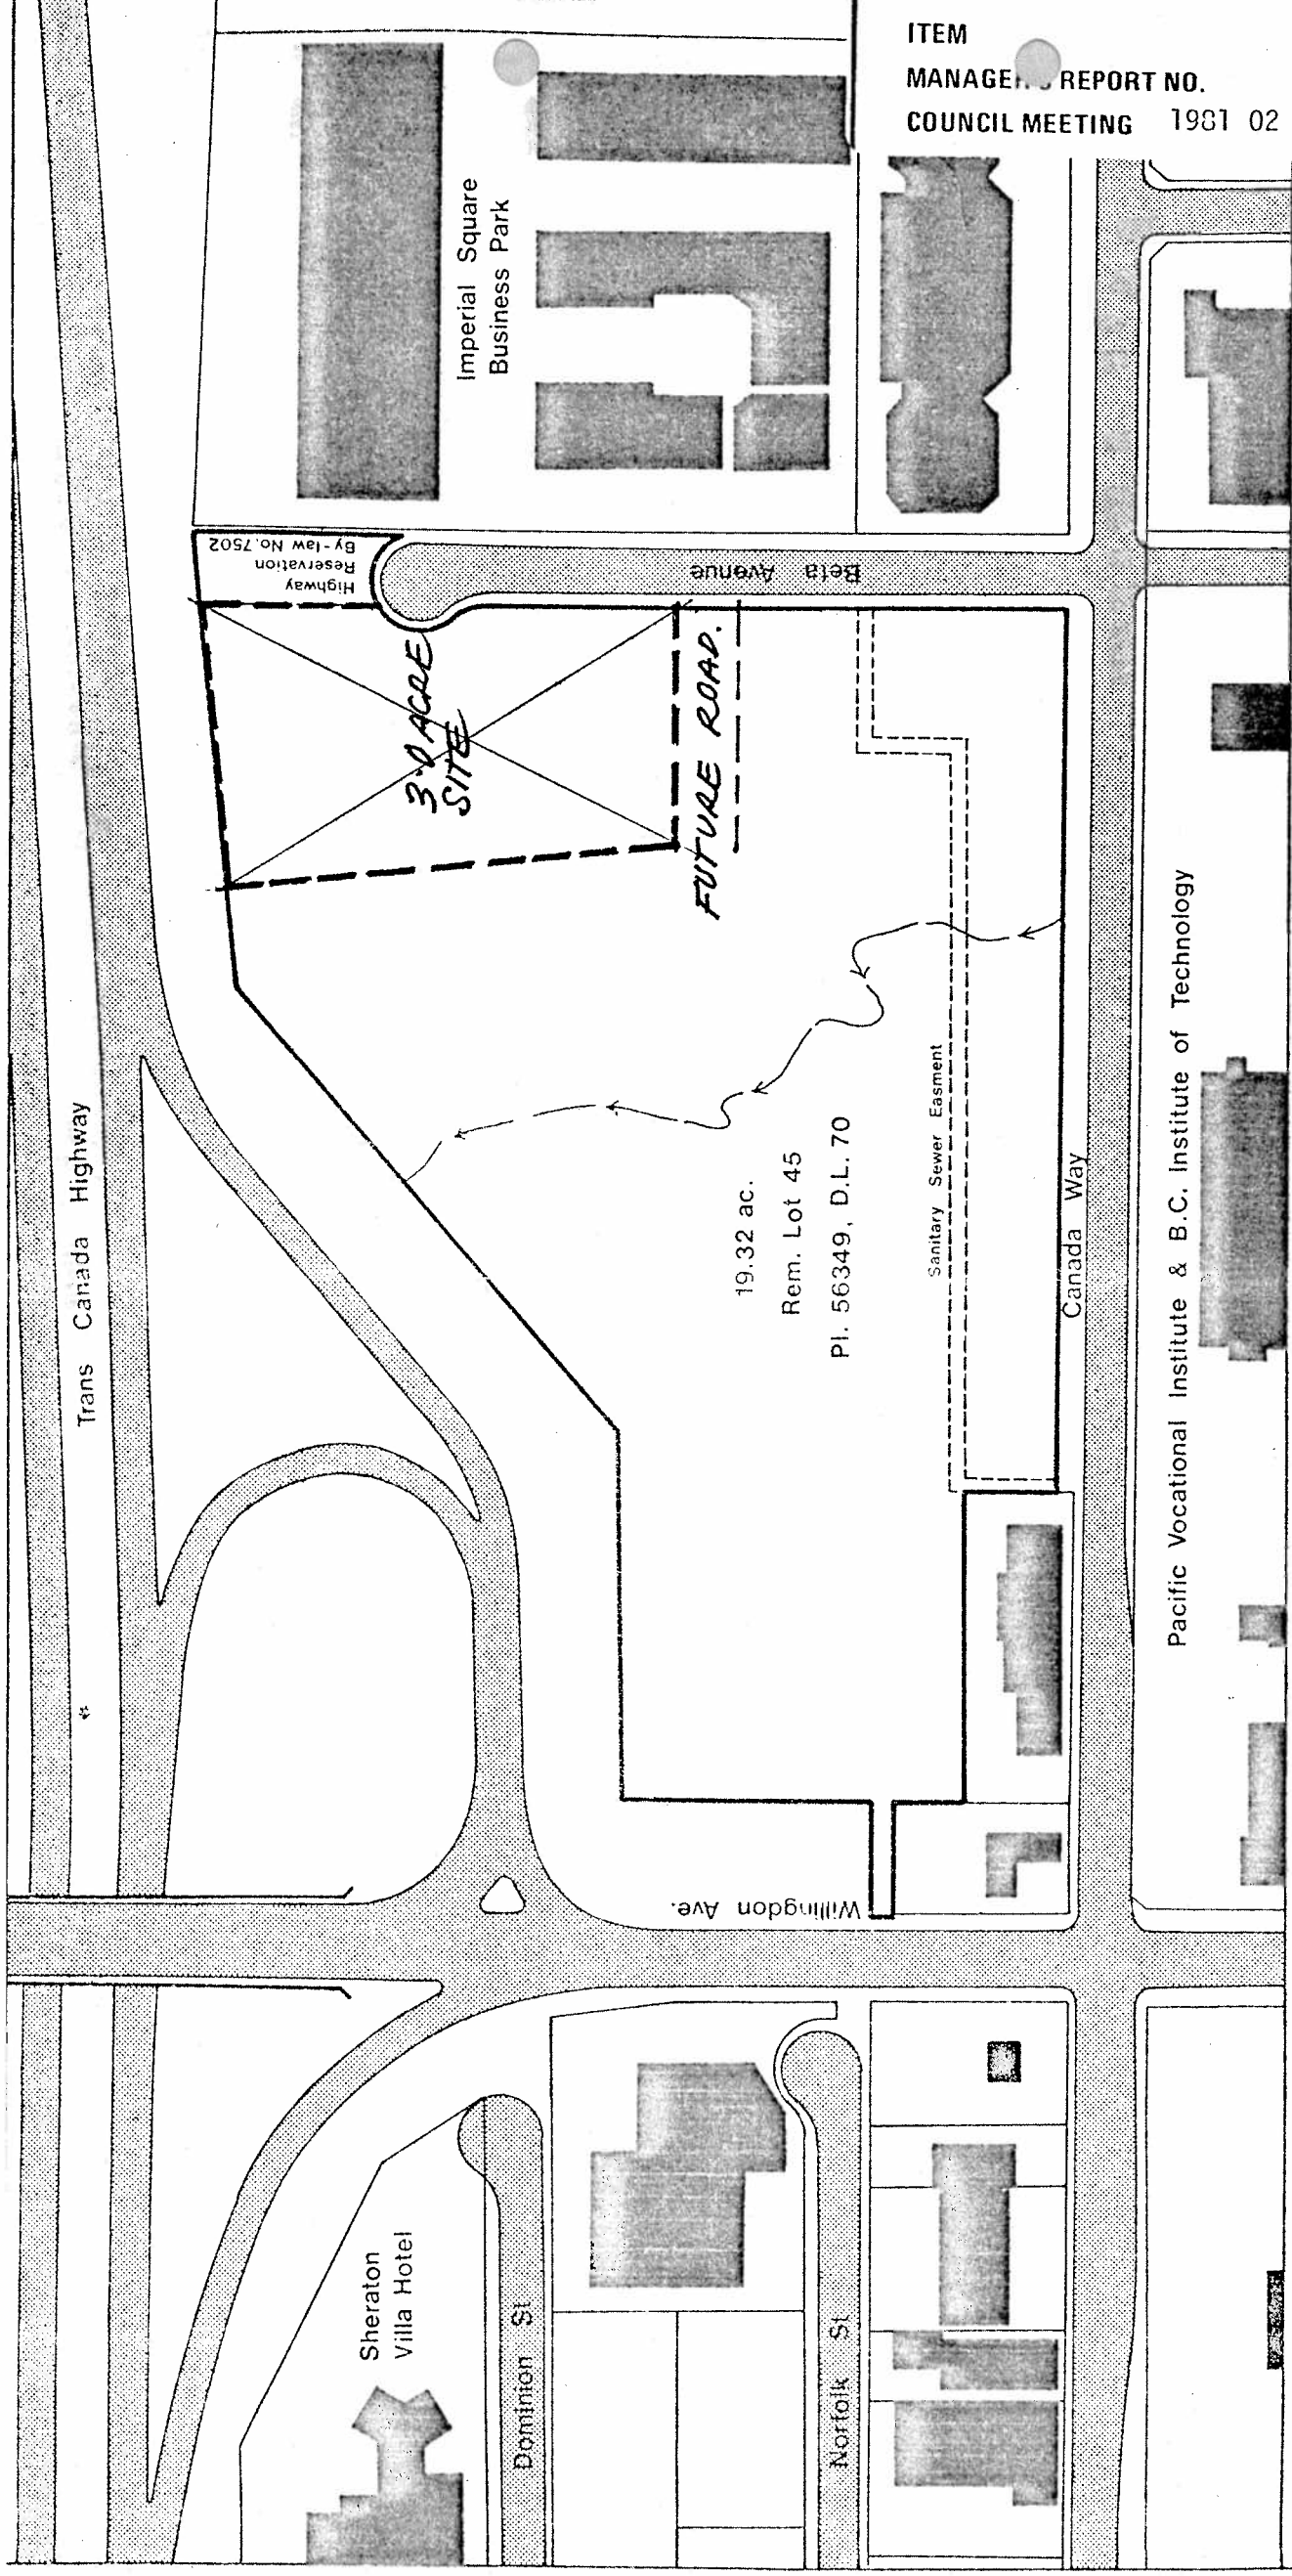 ITEM
MANAGER'S REPORT NO.
COUNCIL MEETING 1981 02
Imperial Square
Business Park
Highway
Reservation
By-law No. 7502
Beta Avenue
3.0 ACRE
SITE
FUTURE ROAD.
Trans Canada Highway
19.32 ac.
Rem. Lot 45
Pl. 56349, D.L. 70
Sanitary Sewer Easment
Canada Way
Pacific Vocational Institute & B.C. Institute of Technology
Willingdon Ave.
Sheraton
Villa Hotel
Dominion St
Norfolk St